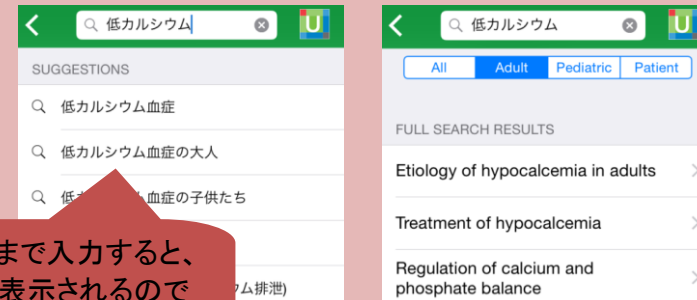 低カルシウム
U
SUGGESTIONS
低カルシウム血症
低カルシウム血症の大人
血症の子供たち
ウム排泄)
まで入力すると、
表示されるので
低カルシウム
U
All Adult Pediatric Patient
FULL SEARCH RESULTS
Etiology of hypocalcemia in adults
Treatment of hypocalcemia
Regulation of calcium and
phosphate balance